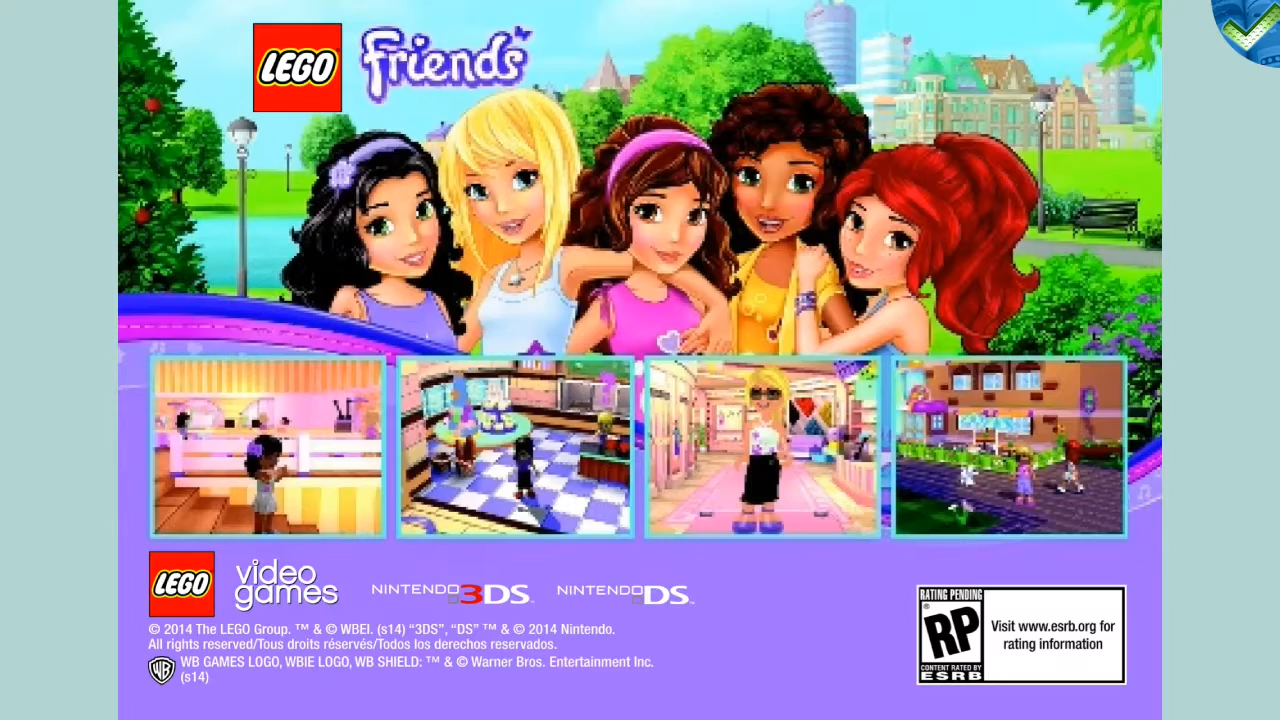 LEGO Friends
LEGO video games NINTENDO 3DS™ NINTENDO DS™
© 2014 The LEGO Group. ™ & © WBEI. (s14) “3DS”, “DS” ™ & © 2014 Nintendo.
All rights reserved/Tous droits réservés/Todos los derechos reservados.
WB GAMES LOGO, WBIE LOGO, WB SHIELD: ™ & © Warner Bros. Entertainment Inc.
(s14)
RATING PENDING
RP®
CONTENT RATED BY
ESRB
Visit www.esrb.org for
rating information